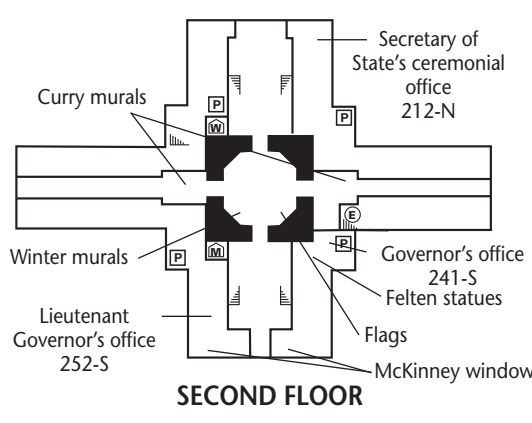 Secretary of
State's ceremonial
office
212-N
Curry murals
P
P
W
E
Winter murals
P
M
P
Governor's office
241-S
Felten statues
Lieutenant
Governor's office
252-S
Flags
McKinney window
SECOND FLOOR